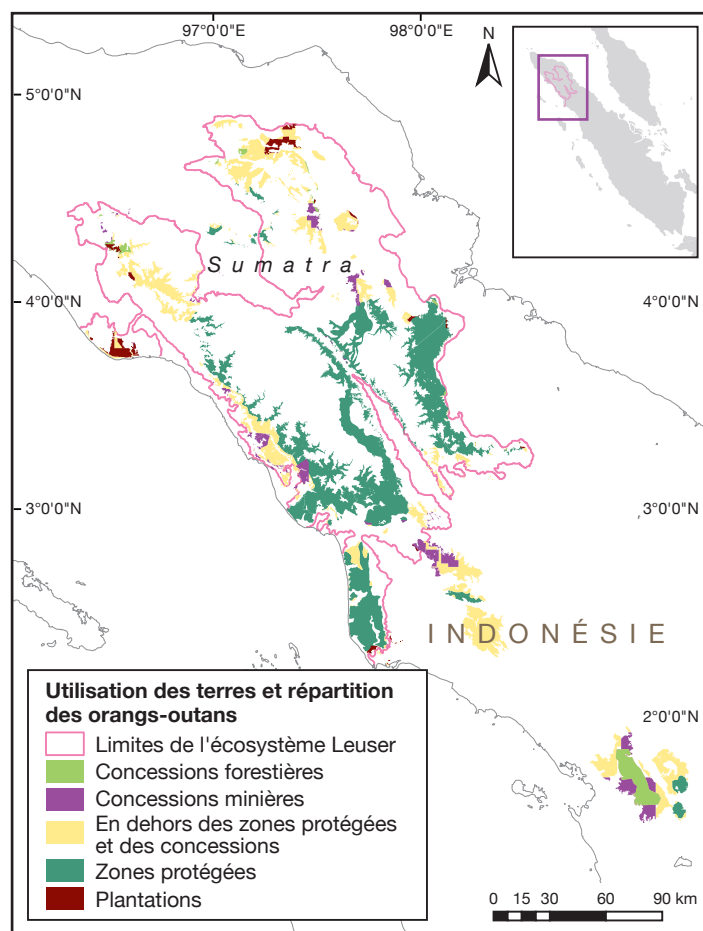 97°0'0"E
98°0'0"E
N
5°0'0"N
Sumatra
4°0'0"N
4°0'0"N
3°0'0"N
3°0'0"N
INDONÉSIE
2°0'0"N
Utilisation des terres et répartition
des orangs-outans
Limites de l'écosystème Leuser
Concessions forestières
Concessions minières
En dehors des zones protégées
et des concessions
Zones protégées
Plantations
0 15 30 60 90 km